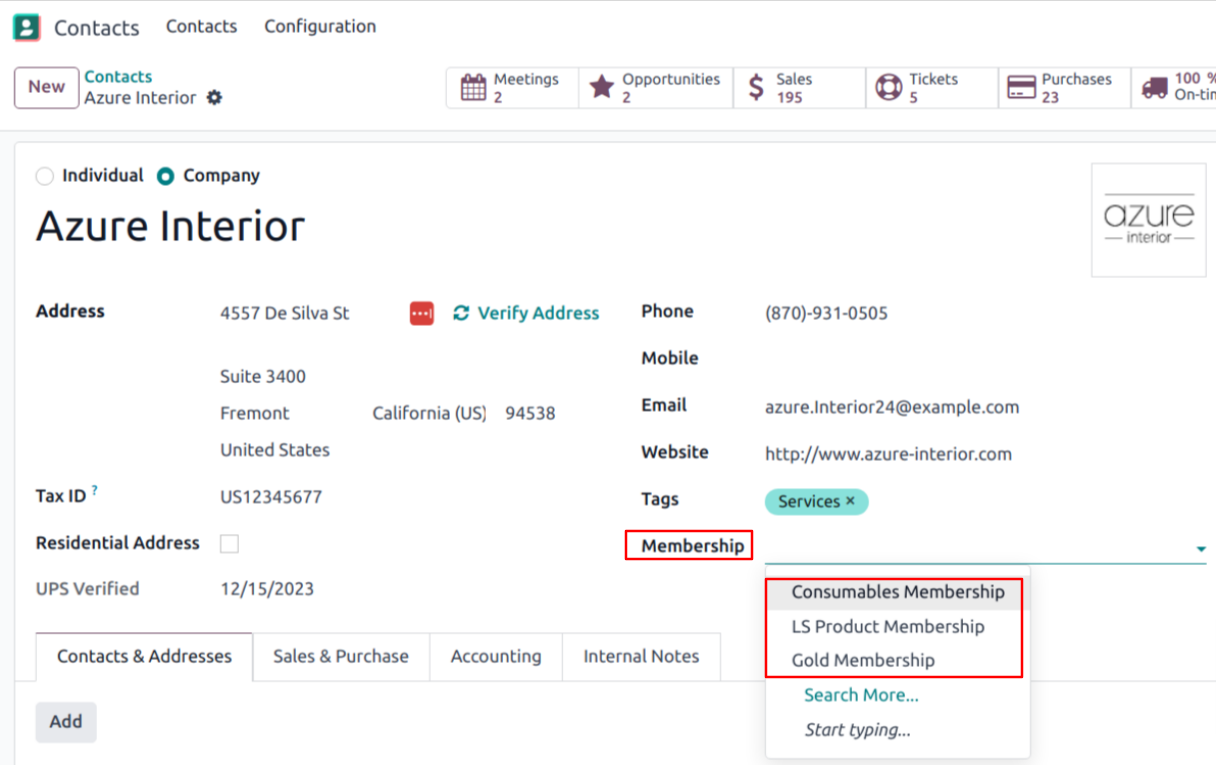 Contacts Contacts Configuration
New
Contacts
Azure Interior
Meetings
2
Opportunities
2
Sales
195
Tickets
5
Purchases
23
100 %
Individual Company
Azure Interior
azure
interior
Address
4557 De Silva St
Verify Address
Suite 3400
Fremont California (US) 94538
United States
Tax ID ?
US12345677
Residential Address
UPS Verified
12/15/2023
Phone
(870)-931-0505
Mobile
Email
azure.Interior24@example.com
Website
http://www.azure-interior.com
Tags
Services ×
Membership
Consumables Membership
LS Product Membership
Gold Membership
Search More...
Start typing...
Contacts & Addresses Sales & Purchase Accounting Internal Notes
Add